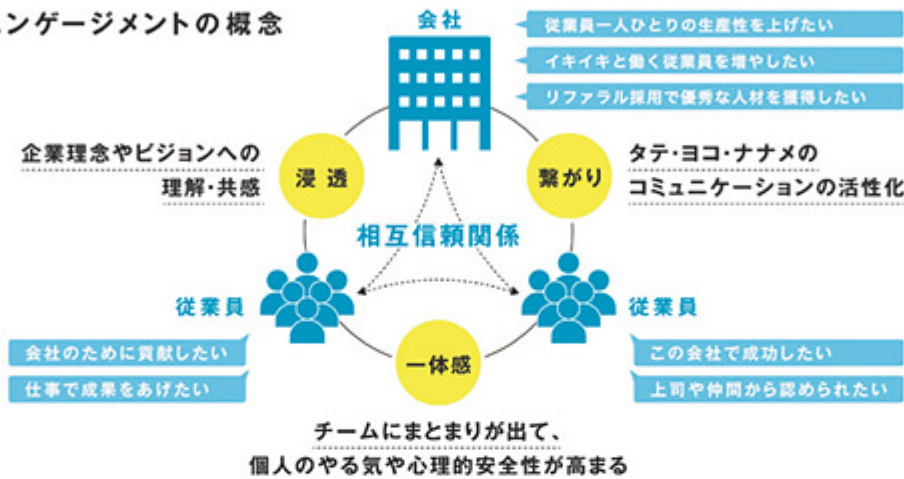 ンゲージメントの概念
会社
従業員一人ひとりの生産性を上げたい
イキイキと働く従業員を増やしたい
リファラル採用で優秀な人材を獲得したい
企業理念やビジョンへの
理解・共感
浸透
繋がり
タテ・ヨコ・ナナメの
コミュニケーションの活性化
相互信頼関係
従業員
従業員
会社のために貢献したい
仕事で成果をあげたい
この会社で成功したい
上司や仲間から認められたい
一体感
チームにまとまりが出て、
個人のやる気や心理的安全性が高まる